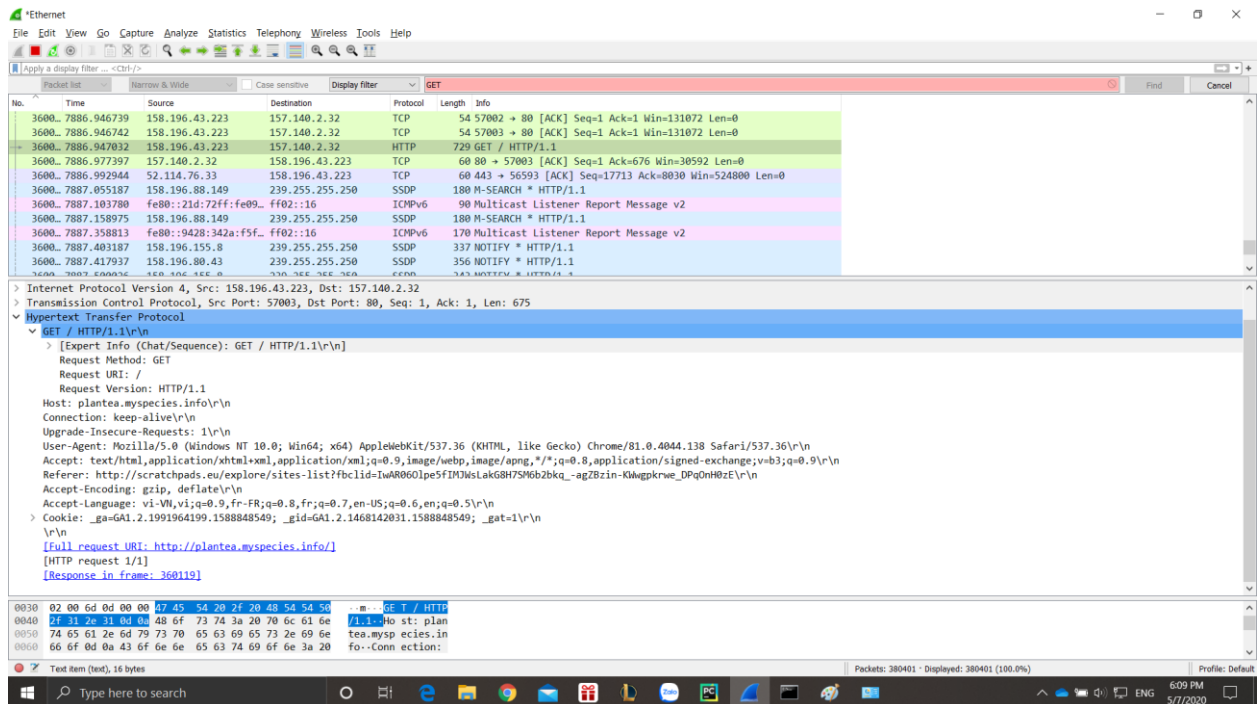 *Ethernet
File Edit View Go Capture Analyze Statistics Telephony Wireless Tools Help
Apply a display filter ... <Ctrl-/>
Packet list Narrow & Wide Case sensitive Display filter GET Find Cancel
No. Time Source Destination Protocol Length Info
3600… 7886.946739 158.196.43.223 157.140.2.32 TCP 54 57002 → 80 [ACK] Seq=1 Ack=1 Win=131072 Len=0
3600… 7886.946742 158.196.43.223 157.140.2.32 TCP 54 57003 → 80 [ACK] Seq=1 Ack=1 Win=131072 Len=0
3600… 7886.947032 158.196.43.223 157.140.2.32 HTTP 729 GET / HTTP/1.1
3600… 7886.977397 157.140.2.32 158.196.43.223 TCP 60 80 → 57003 [ACK] Seq=1 Ack=676 Win=30592 Len=0
3600… 7886.992944 52.114.76.33 158.196.43.223 TCP 60 443 → 56593 [ACK] Seq=17713 Ack=8030 Win=524800 Len=0
3600… 7887.055187 158.196.88.149 239.255.255.250 SSDP 180 M-SEARCH * HTTP/1.1
3600… 7887.103780 fe80::21d:72ff:fe09… ff02::16 ICMPv6 90 Multicast Listener Report Message v2
3600… 7887.158975 158.196.88.149 239.255.255.250 SSDP 180 M-SEARCH * HTTP/1.1
3600… 7887.358813 fe80::9428:342a:f5f… ff02::16 ICMPv6 170 Multicast Listener Report Message v2
3600… 7887.403187 158.196.155.8 239.255.255.250 SSDP 337 NOTIFY * HTTP/1.1
3600… 7887.417937 158.196.80.43 239.255.255.250 SSDP 356 NOTIFY * HTTP/1.1
158.196.155.8 239.255.255.250 SSDP NOTIFY * HTTP/1.1
> Internet Protocol Version 4, Src: 158.196.43.223, Dst: 157.140.2.32
> Transmission Control Protocol, Src Port: 57003, Dst Port: 80, Seq: 1, Ack: 1, Len: 675
Hypertext Transfer Protocol
GET / HTTP/1.1\r\n
> [Expert Info (Chat/Sequence): GET / HTTP/1.1\r\n]
Request Method: GET
Request URI: /
Request Version: HTTP/1.1
Host: plantea.myspecies.info\r\n
Connection: keep-alive\r\n
Upgrade-Insecure-Requests: 1\r\n
User-Agent: Mozilla/5.0 (Windows NT 10.0; Win64; x64) AppleWebKit/537.36 (KHTML, like Gecko) Chrome/81.0.4044.138 Safari/537.36\r\n
Accept: text/html,application/xhtml+xml,application/xml;q=0.9,image/webp,image/apng,*/*;q=0.8,application/signed-exchange;v=b3;q=0.9\r\n
Referer: http://scratchpads.eu/explore/sites-list?fbclid=IwAR06Olpe5fIMJWsLakG8H7SM6b2bkq_-agZBzin-KWwgpkrwe_DPqOnH0zE\r\n
Accept-Encoding: gzip, deflate\r\n
Accept-Language: vi-VN,vi;q=0.9,fr-FR;q=0.8,fr;q=0.7,en-US;q=0.6,en;q=0.5\r\n
> Cookie: _ga=GA1.2.1991964199.1588848549; _gid=GA1.2.1468142031.1588848549; _gat=1\r\n
\r\n
[Full request URI: http://plantea.myspecies.info/]
[HTTP request 1/1]
[Response in frame: 360119]
0030 02 00 6d 0d 00 00 47 45 54 20 2f 20 48 54 54 50 ··m···GE T / HTTP
0040 2f 31 2e 31 0d 0a 48 6f 73 74 3a 20 70 6c 61 6e /1.1··Ho st: plan
0050 74 65 61 2e 6d 79 73 70 65 63 69 65 73 2e 69 6e tea.mysp ecies.in
0060 66 6f 0d 0a 43 6f 6e 6e 65 63 74 69 6f 6e 3a 20 fo··Conn ection:
Text item (text), 16 bytes Packets: 380401 · Displayed: 380401 (100.0%) Profile: Default
Type here to search Zalo PC ENG 6:09 PM
5/7/2020